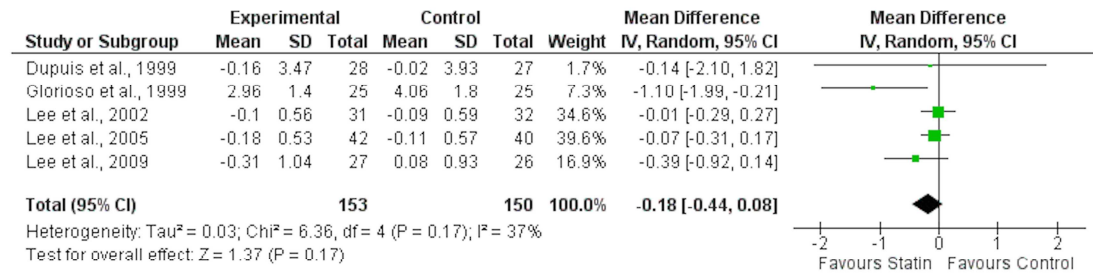 Experimental Control Mean Difference Mean Difference
Study or Subgroup Mean SD Total Mean SD Total Weight IV, Random, 95% CI IV, Random, 95% CI
Dupuis et al., 1999 -0.16 3.47 28 -0.02 3.93 27 1.7% -0.14 [-2.10, 1.82]
Glorioso et al., 1999 2.96 1.4 25 4.06 1.8 25 7.3% -1.10 [-1.99, -0.21]
Lee et al., 2002 -0.1 0.56 31 -0.09 0.59 32 34.6% -0.01 [-0.29, 0.27]
Lee et al., 2005 -0.18 0.53 42 -0.11 0.57 40 39.6% -0.07 [-0.31, 0.17]
Lee et al., 2009 -0.31 1.04 27 0.08 0.93 26 16.9% -0.39 [-0.92, 0.14]
Total (95% CI) 153 150 100.0% -0.18 [-0.44, 0.08]
Heterogeneity: Tau² = 0.03; Chi² = 6.36, df = 4 (P = 0.17); I² = 37%
Test for overall effect: Z = 1.37 (P = 0.17)
-2 -1 0 1 2
Favours Statin Favours Control